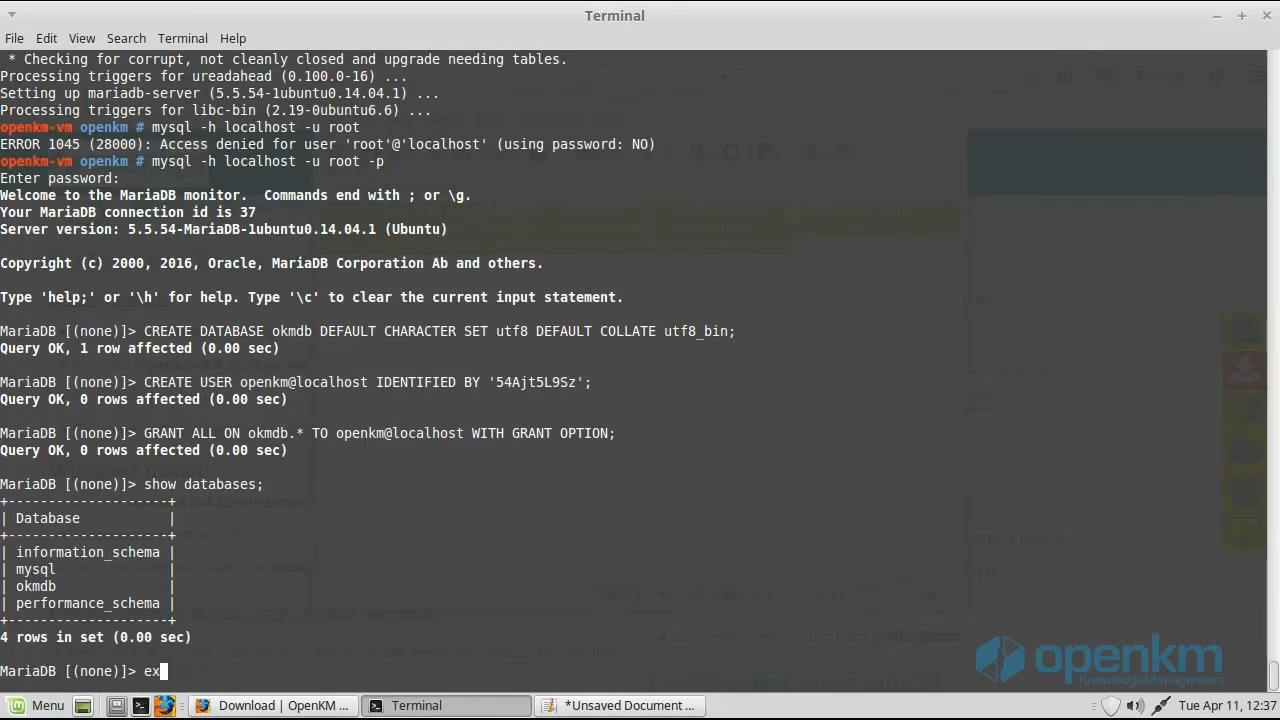 Terminal
File Edit View Search Terminal Help
* Checking for corrupt, not cleanly closed and upgrade needing tables.
Processing triggers for ureadahead (0.100.0-16) ...
Setting up mariadb-server (5.5.54-1ubuntu0.14.04.1) ...
Processing triggers for libc-bin (2.19-0ubuntu6.6) ...
openkm-vm openkm # mysql -h localhost -u root
ERROR 1045 (28000): Access denied for user 'root'@'localhost' (using password: NO)
openkm-vm openkm # mysql -h localhost -u root -p
Enter password:
Welcome to the MariaDB monitor.  Commands end with ; or \g.
Your MariaDB connection id is 37
Server version: 5.5.54-MariaDB-1ubuntu0.14.04.1 (Ubuntu)
Copyright (c) 2000, 2016, Oracle, MariaDB Corporation Ab and others.
Type 'help;' or '\h' for help. Type '\c' to clear the current input statement.
MariaDB [(none)]> CREATE DATABASE okmdb DEFAULT CHARACTER SET utf8 DEFAULT COLLATE utf8_bin;
Query OK, 1 row affected (0.00 sec)
MariaDB [(none)]> CREATE USER openkm@localhost IDENTIFIED BY '54Ajt5L9Sz';
Query OK, 0 rows affected (0.00 sec)
MariaDB [(none)]> GRANT ALL ON okmdb.* TO openkm@localhost WITH GRANT OPTION;
Query OK, 0 rows affected (0.00 sec)
MariaDB [(none)]> show databases;
+--------------------+
| Database           |
+--------------------+
| information_schema |
| mysql              |
| okmdb              |
| performance_schema |
+--------------------+
4 rows in set (0.00 sec)
MariaDB [(none)]> ex
openkm
KnowledgeManagement
Menu Download | OpenKM ... Terminal *Unsaved Document ... Tue Apr 11, 12:37